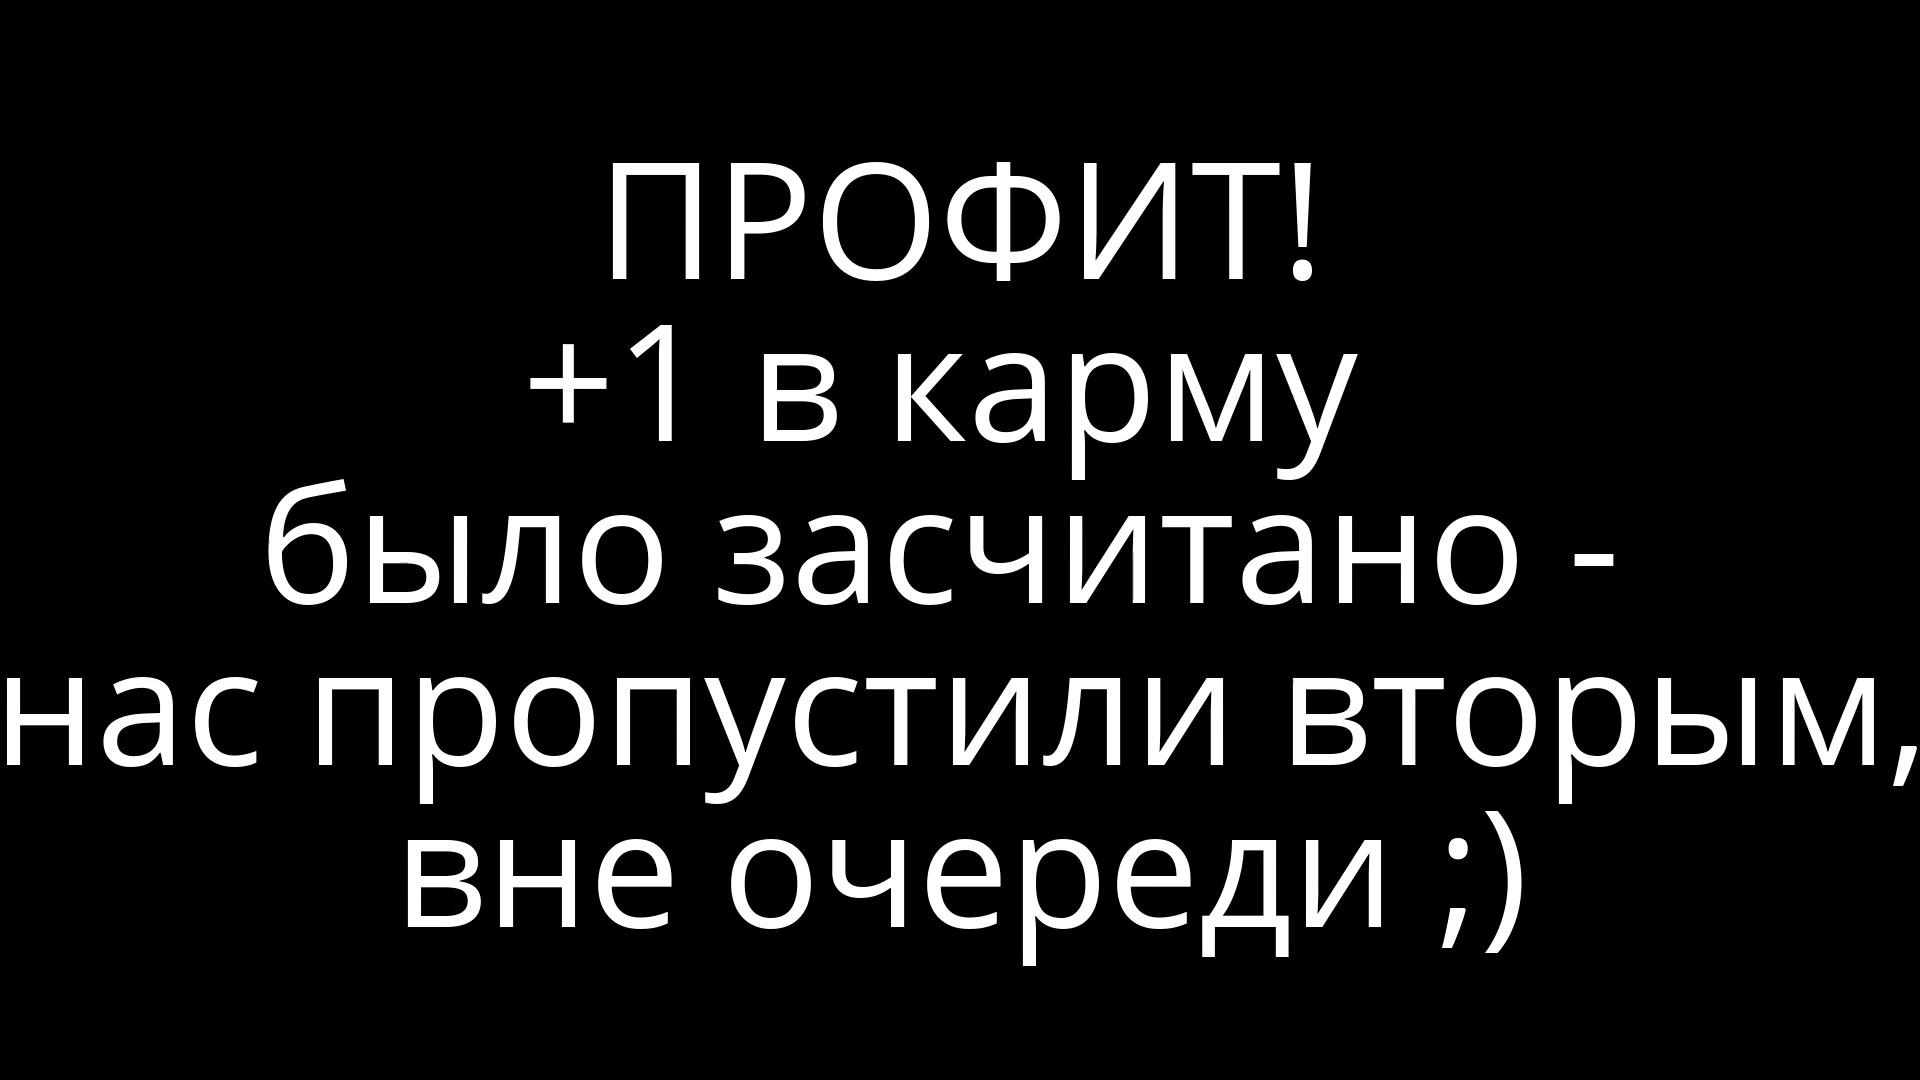 ПРОФИТ!
+1 в карму
было засчитано -
нас пропустили вторым,
вне очереди ;)